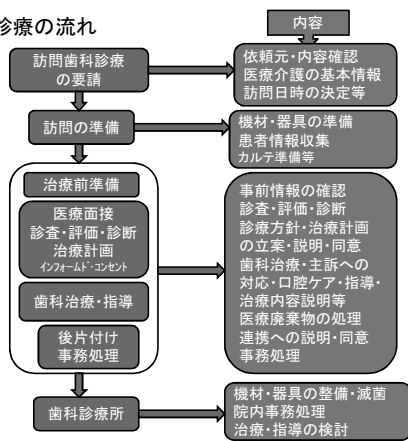 診療の流れ
内容
訪問歯科診療
の要請
依頼元・内容確認
医療介護の基本情報
訪問日時の決定等
訪問の準備
機材・器具の準備
患者情報収集
カルテ準備等
治療前準備
医療面接
診査・評価・診断
治療計画
インフォームド・コンセント
歯科治療・指導
後片付け
事務処理
事前情報の確認
診査・評価・診断
診療方針・治療計画
の立案・説明・同意
歯科治療・主訴への
対応・口腔ケア・指導・
治療内容説明等
医療廃棄物の処理
連携への説明・同意
事務処理
歯科診療所
機材・器具の整備・滅菌
院内事務処理
治療・指導の検討